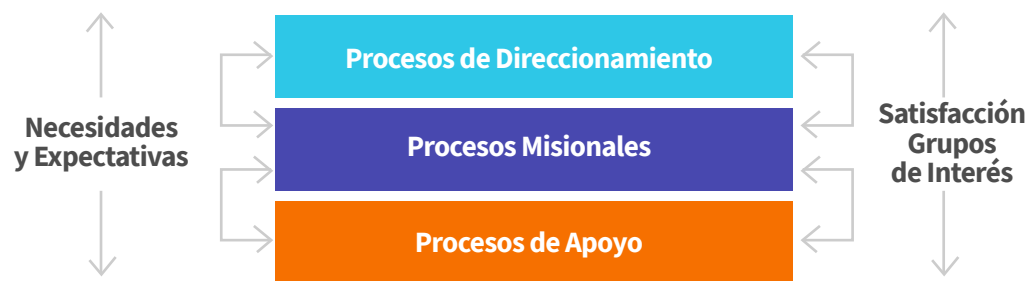 Necesidades
y Expectativas
Procesos de Direccionamiento
Procesos Misionales
Procesos de Apoyo
Satisfacción
Grupos
de Interés